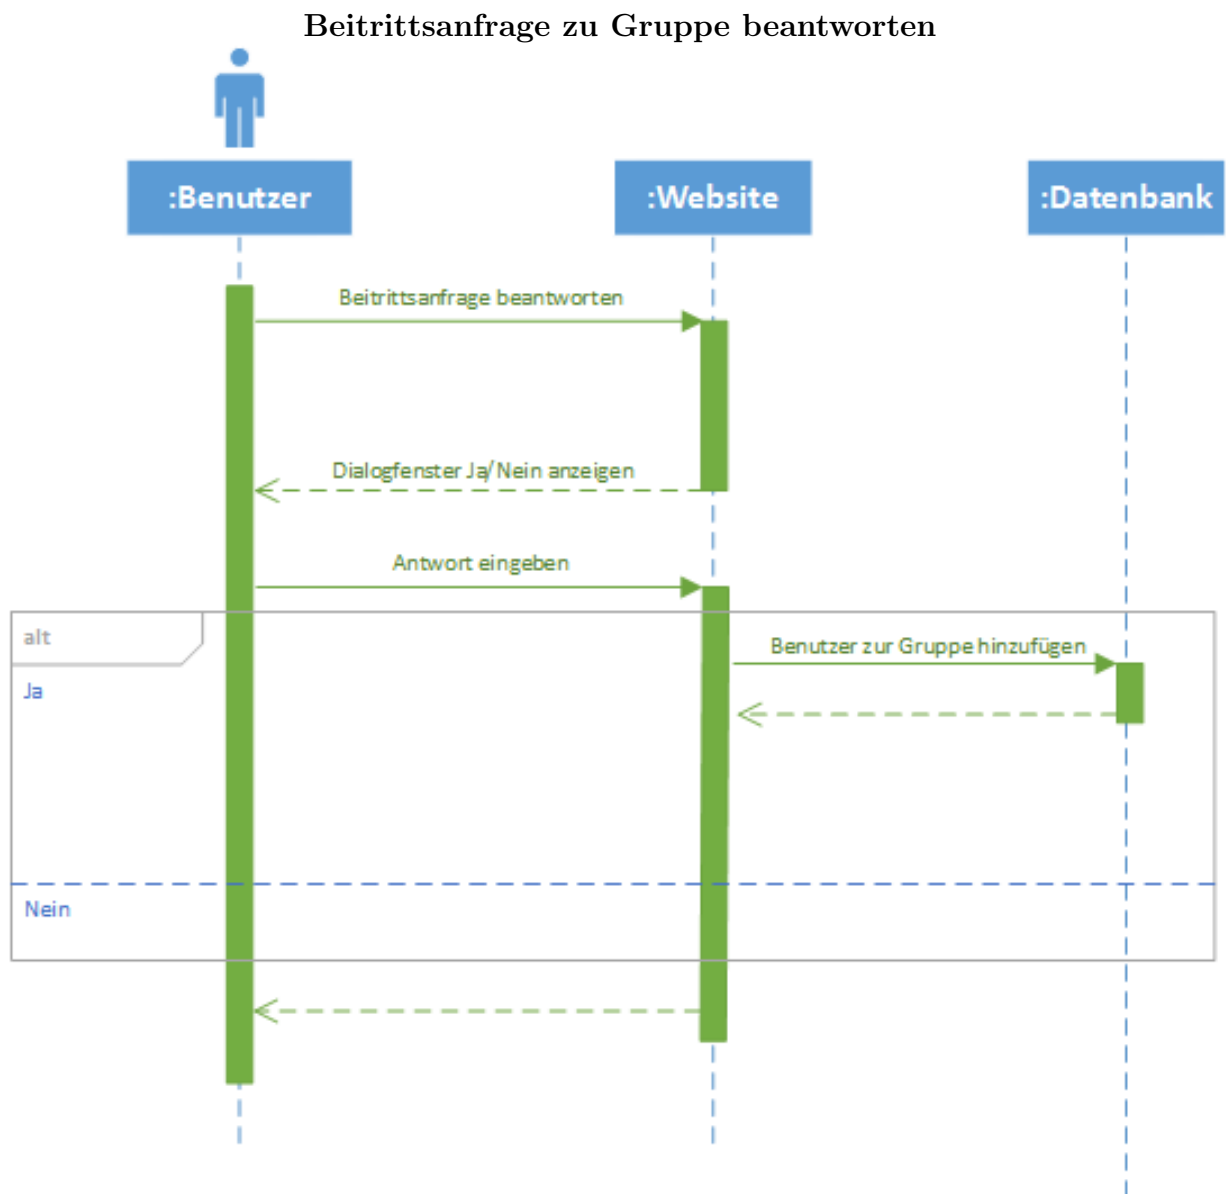 Beitrittsanfrage zu Gruppe beantworten
:Benutzer
:Website
:Datenbank
Beitrittsanfrage beantworten
Dialogfenster Ja/Nein anzeigen
Antwort eingeben
alt
Benutzer zur Gruppe hinzufügen
Ja
Nein